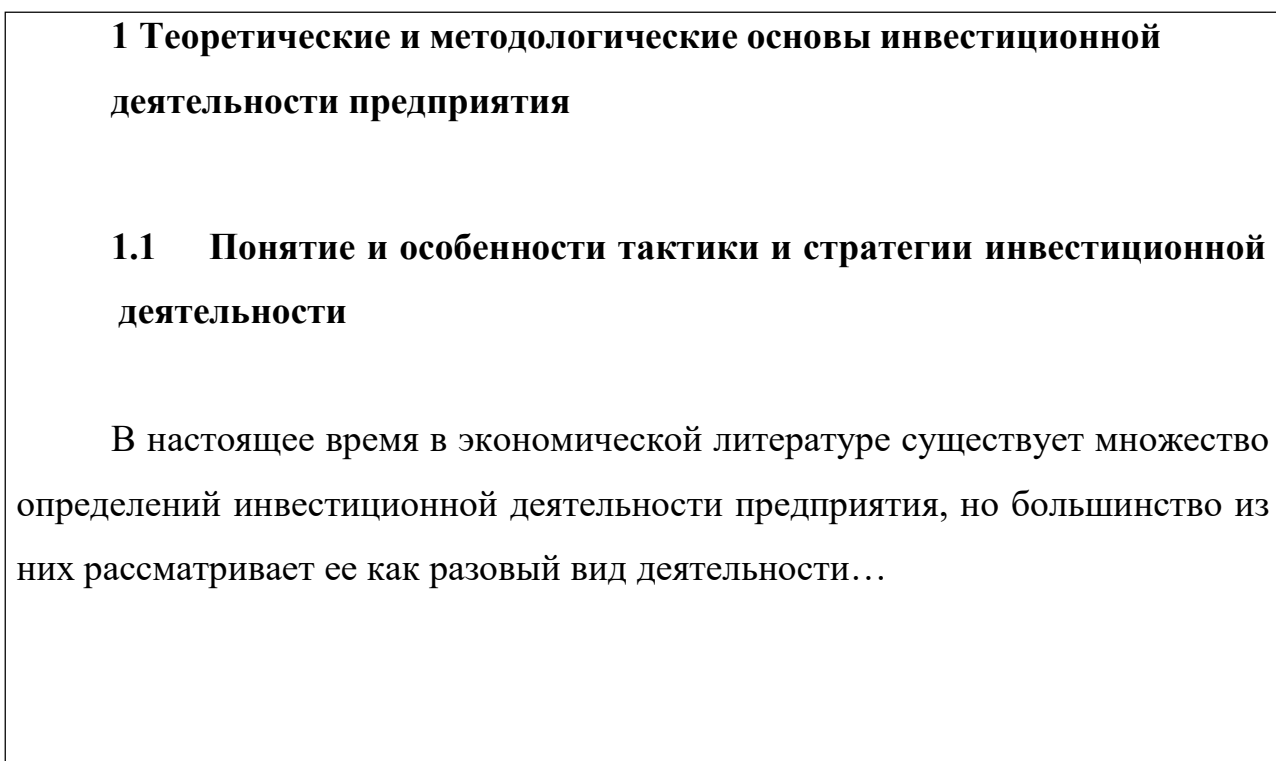 1 Теоретические и методологические основы инвестиционной
деятельности предприятия
1.1 Понятие и особенности тактики и стратегии инвестиционной
деятельности
В настоящее время в экономической литературе существует множество
определений инвестиционной деятельности предприятия, но большинство из
них рассматривает ее как разовый вид деятельности…